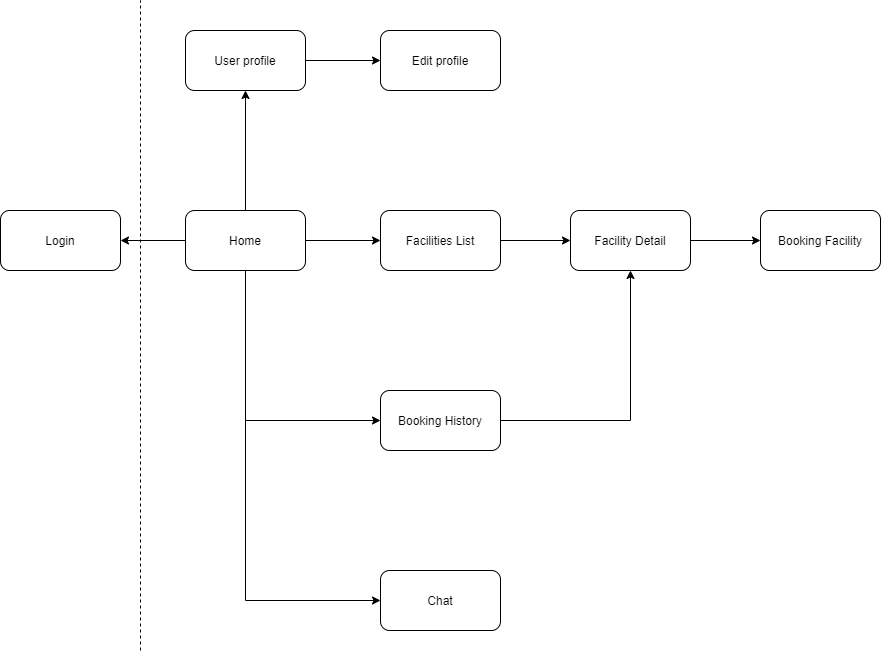 User profile
Edit profile
Login
Home
Facilities List
Facility Detail
Booking Facility
Booking History
Chat